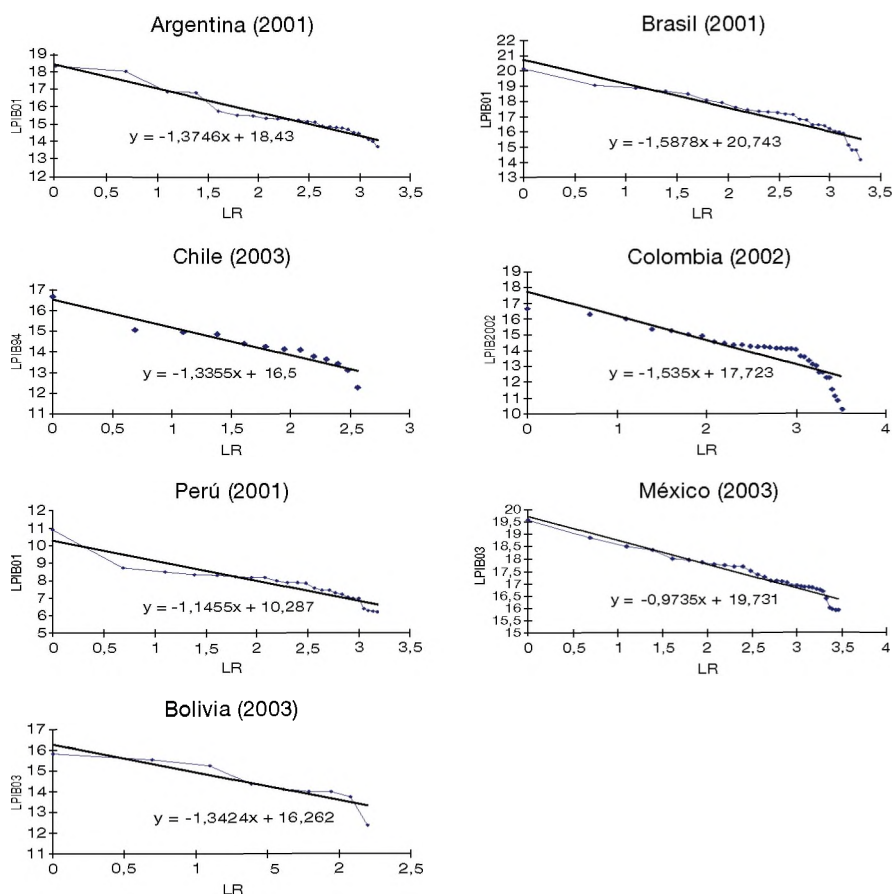 Argentina (2001)
LPIB01
19
18
17
16
15
14
13
12
y = -1,3746x + 18,43
0 0,5 1 1,5 2 2,5 3 3,5
LR
Brasil (2001)
LPIB01
22
21
20
19
18
17
16
15
14
13
y = -1,5878x + 20,743
0 0,5 1 1,5 2 2,5 3 3,5
LR
Chile (2003)
LPIB94
17
16
15
14
13
12
11
y = -1,3355x + 16,5
0 0,5 1 1,5 2 2,5 3
LR
Colombia (2002)
LPIB2002
19
18
17
16
15
14
13
12
11
10
y = -1,535x + 17,723
0 1 2 3 4
LR
Perú (2001)
LPIB01
12
11
10
9
8
7
6
5
y = -1,1455x + 10,287
0 0,5 1 1,5 2 2,5 3 3,5
LR
México (2003)
LPIB03
20
19,5
19
18,5
18
17,5
17
16,5
16
15,5
15
y = -0,9735x + 19,731
0 0,5 1 1,5 2 2,5 3 3,5 4
LR
Bolivia (2003)
LPIB03
17
16
15
14
13
12
11
y = -1,3424x + 16,262
0 0,5 1 5 2 2,5
LR